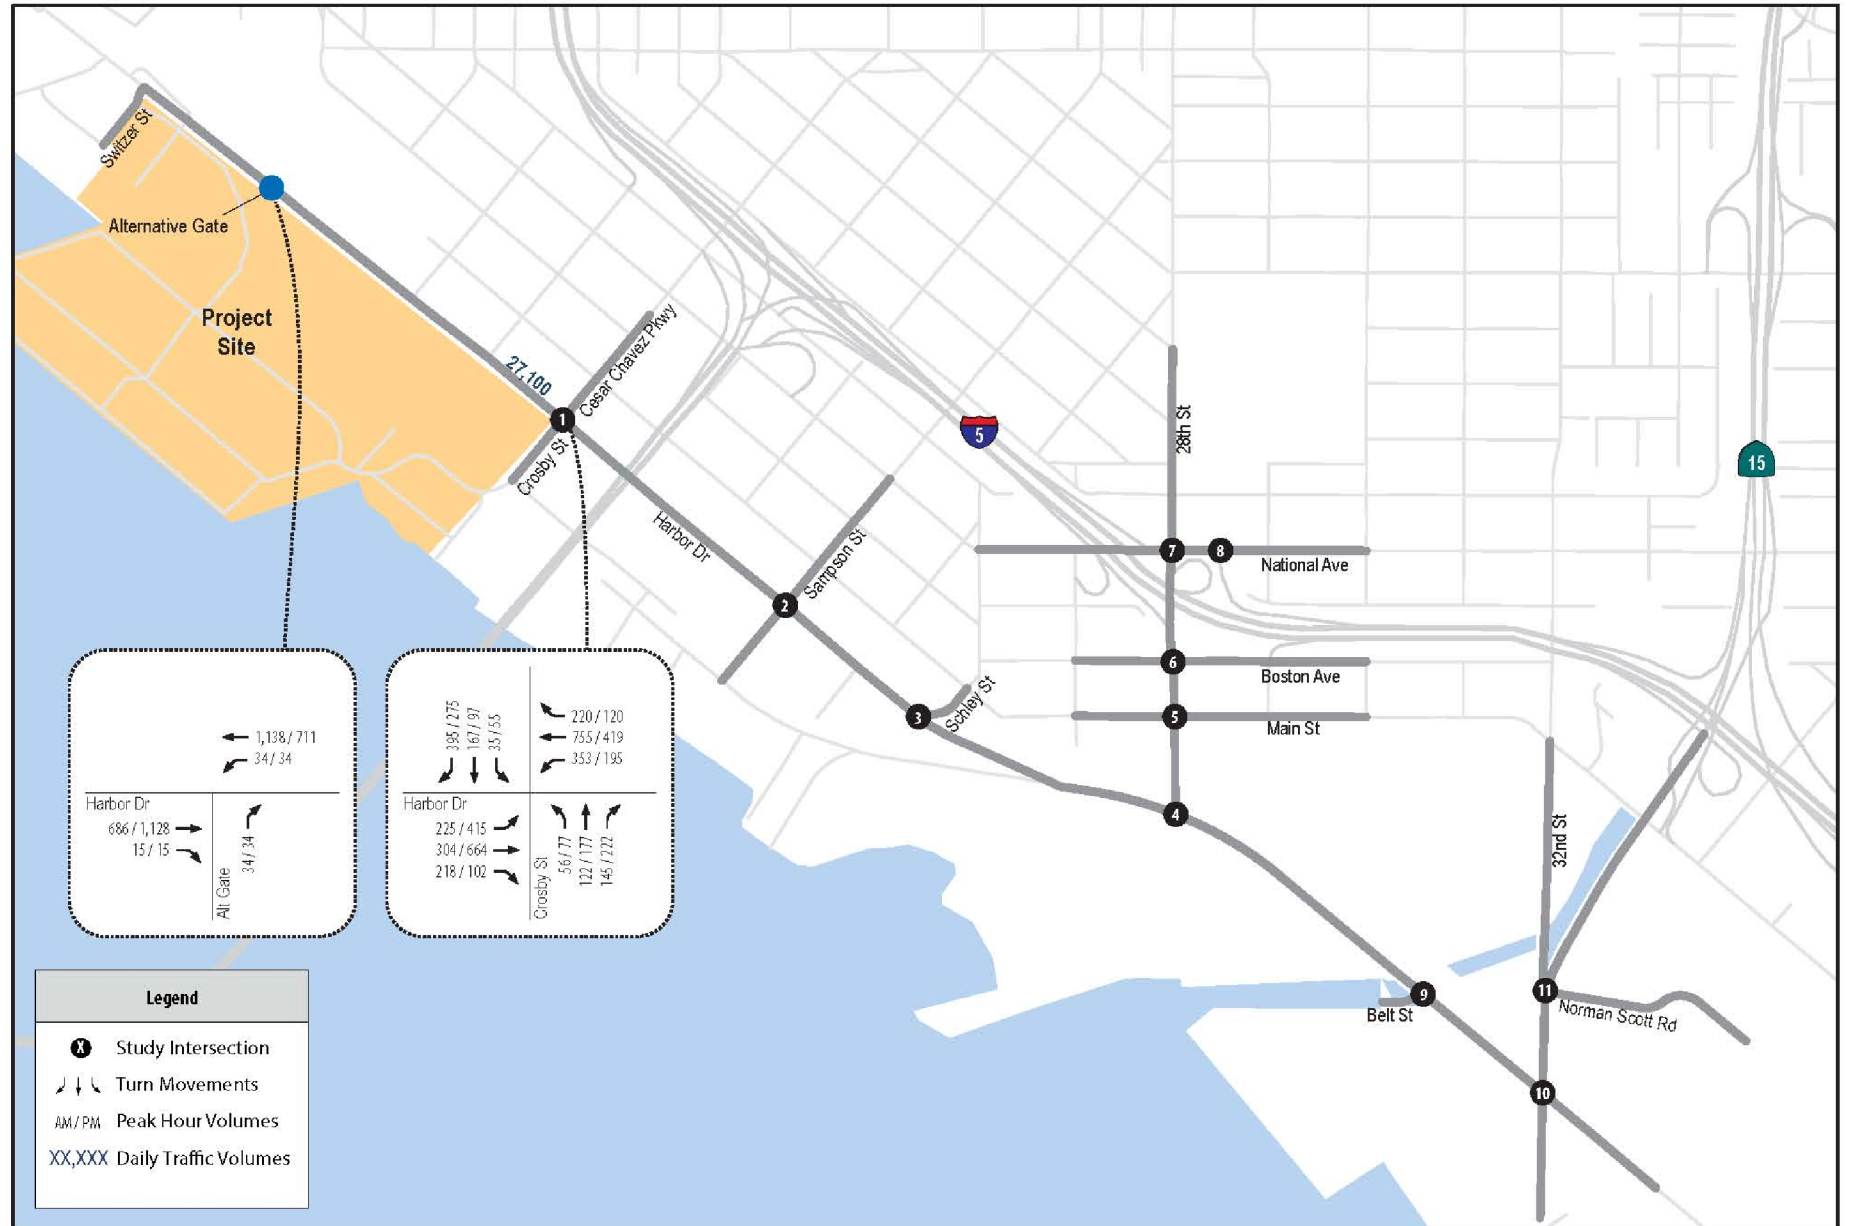 Switzer St
Alternative Gate
Project
Site
27,100
Cesar Chavez Pkwy
1
Crosby St
5
15
28th St
Harbor Dr
Sampson St
2
7
8
National Ave
6
Boston Ave
3
Schley St
5
Main St
4
32nd St
9
Belt St
11
Norman Scott Rd
10
1,138 / 711
34 / 34
Harbor Dr
686 / 1,128
15 / 15
Alt Gate
34 / 34
395 / 275
167 / 97
35 / 55
220 / 120
755 / 419
353 / 195
Harbor Dr
225 / 415
304 / 664
218 / 102
Crosby St
56 / 77
122 / 177
145 / 222
Legend
X Study Intersection
Turn Movements
AM / PM Peak Hour Volumes
XX,XXX Daily Traffic Volumes